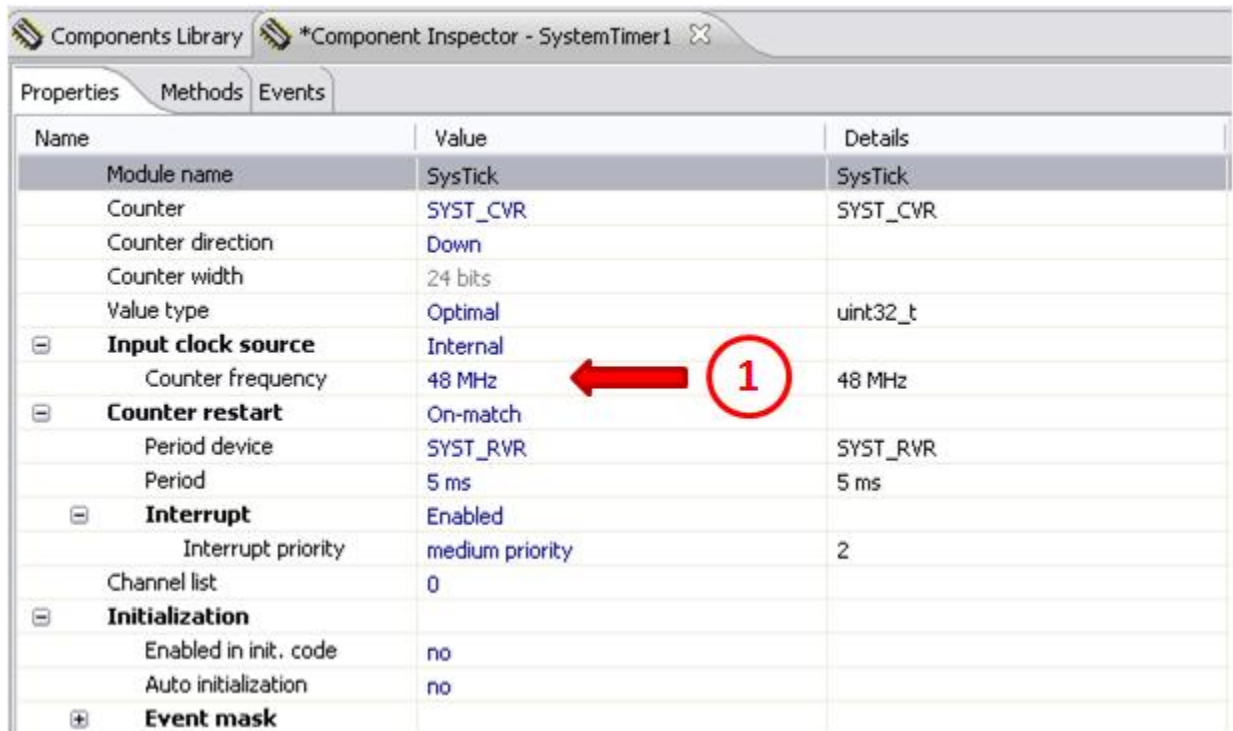 Components Library *Component Inspector - SystemTimer1
Properties Methods Events
Name Value Details
Module name SysTick SysTick
Counter SYST_CVR SYST_CVR
Counter direction Down
Counter width 24 bits
Value type Optimal uint32_t
Input clock source Internal
Counter frequency 48 MHz 1 48 MHz
Counter restart On-match
Period device SYST_RVR SYST_RVR
Period 5 ms 5 ms
Interrupt Enabled
Interrupt priority medium priority 2
Channel list 0
Initialization
Enabled in init. code no
Auto initialization no
Event mask